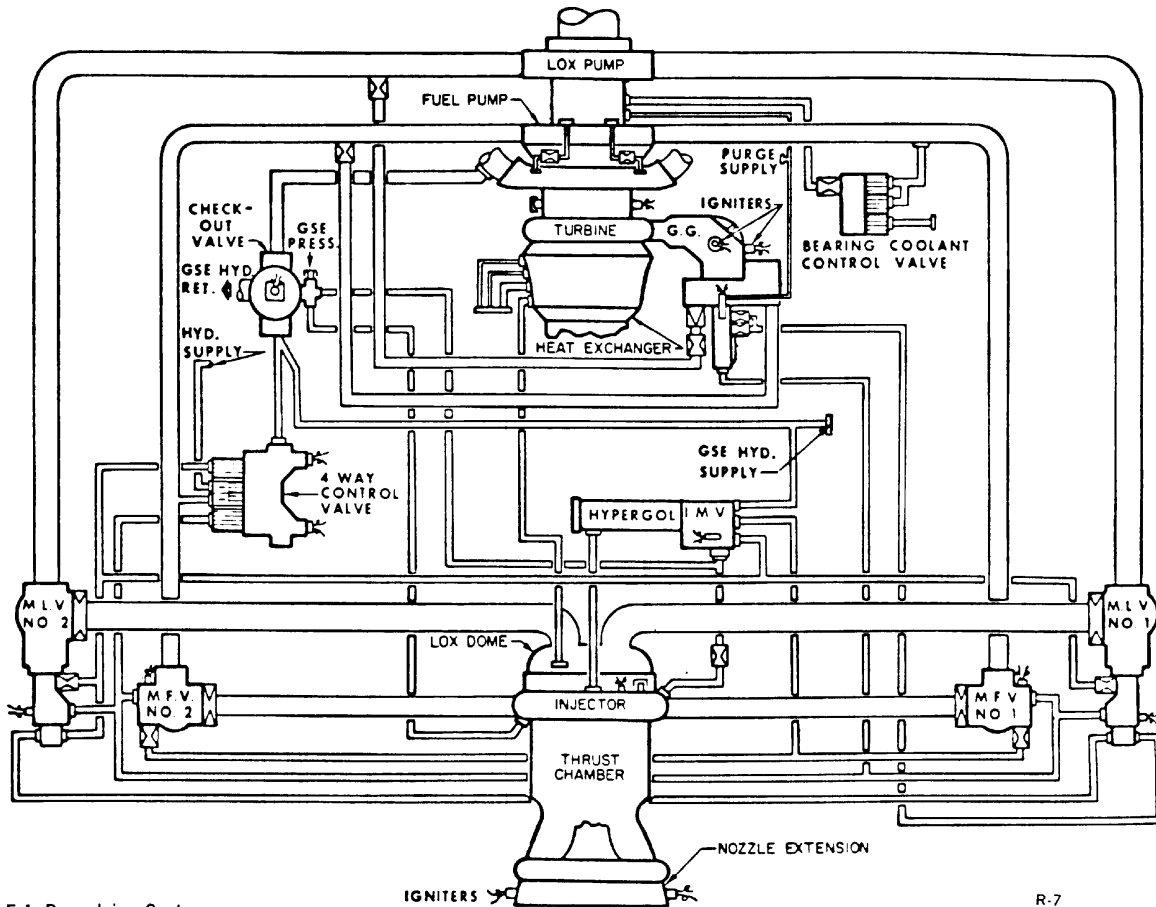 LOX PUMP
FUEL PUMP
PURGE
SUPPLY
IGNITERS
CHECK-
OUT
VALVE
GSE
PRESS.
TURBINE
G.G.
BEARING COOLANT
CONTROL VALVE
GSE HYD.
RET.
HYD.
SUPPLY
HEAT EXCHANGER
GSE HYD.
SUPPLY
4 WAY
CONTROL
VALVE
HYPERGOL
IMV
M.L.V.
NO. 2
M.L.V.
NO. 1
LOX DOME
M.F.V.
NO. 2
INJECTOR
M.F.V.
NO. 1
THRUST
CHAMBER
NOZZLE EXTENSION
IGNITERS
R-7